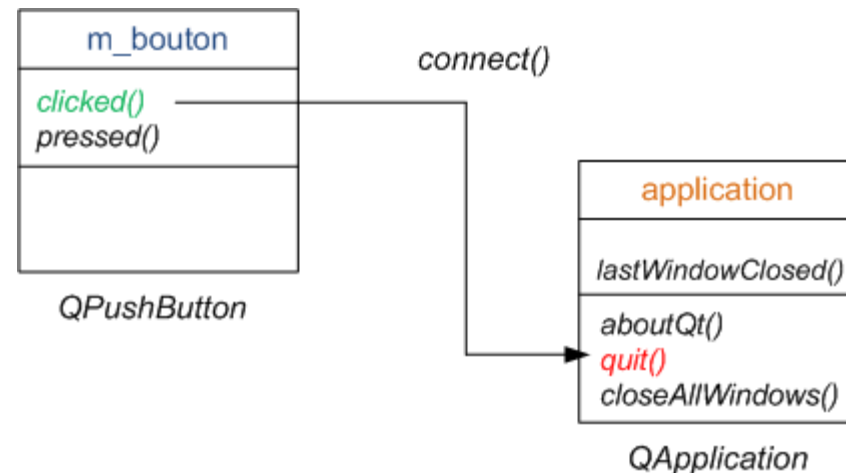 m_bouton
clicked()
pressed()
QPushButton
connect()
application
lastWindowClosed()
aboutQt()
quit()
closeAllWindows()
QApplication